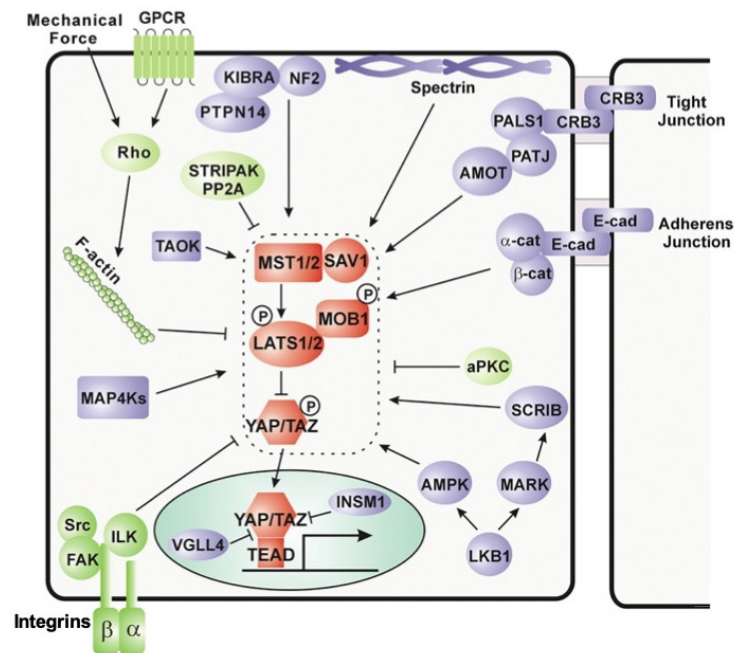 Mechanical
Force
GPCR
KIBRA
NF2
PTPN14
Spectrin
CRB3
PALS1
CRB3
Tight
Junction
PATJ
AMOT
Rho
STRIPAK
PP2A
E-cad
Adherens
Junction
α-cat
E-cad
β-cat
TAOK
F-actin
MST1/2
SAV1
P
MOB1
P
LATS1/2
aPKC
MAP4Ks
SCRIB
P
YAP/TAZ
AMPK
MARK
INSM1
YAP/TAZ
Src
ILK
VGLL4
TEAD
FAK
LKB1
Integrins
β
α